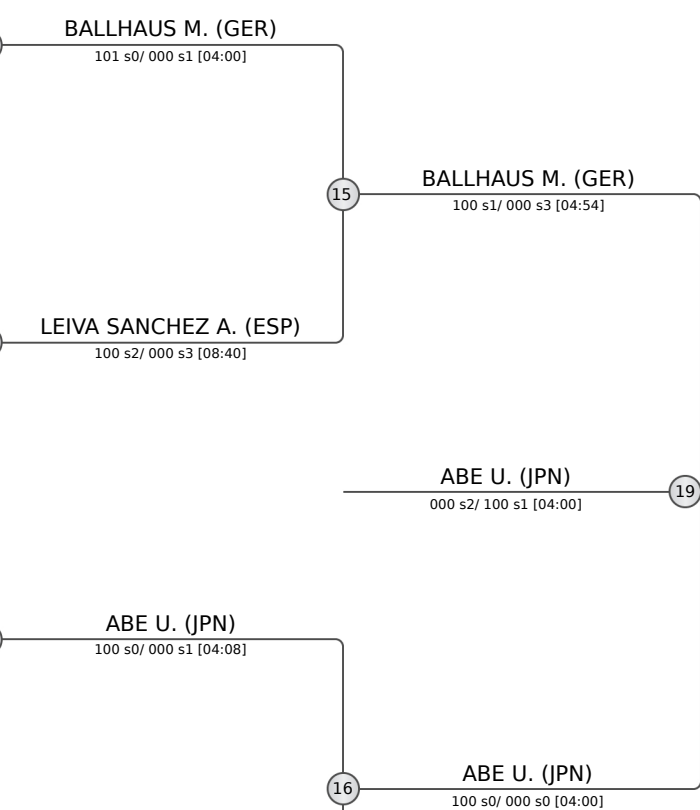 BALLHAUS M. (GER)
101 s0/ 000 s1 [04:00]
15
BALLHAUS M. (GER)
100 s1/ 000 s3 [04:54]
LEIVA SANCHEZ A. (ESP)
100 s2/ 000 s3 [08:40]
ABE U. (JPN)
000 s2/ 100 s1 [04:00]
19
ABE U. (JPN)
100 s0/ 000 s1 [04:08]
16
ABE U. (JPN)
100 s0/ 000 s0 [04:00]